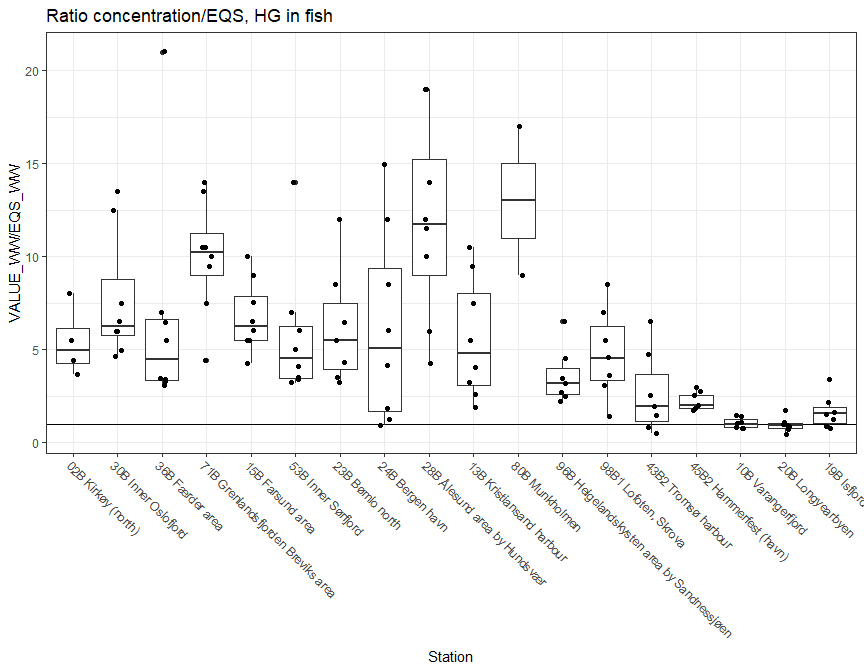 Ratio concentration/EQS, HG in fish
VALUE_WW/EQS_WW
20
15
10
5
0
02B Kirkøy (north)
30B Inner Oslofjord
36B Færder area
71B Grenlandsfjorden Breviks area
15B Farsund area
53B Inner Sørfjord
23B Bømlo north
24B Bergen havn
28B Ålesund area by Hundsvær
13B Kristiansand harbour
80B Munkholmen
96B Helgelandskysten area by Sandnessjøen
98B1 Lofoten, Skrova
43B2 Tromsø harbour
45B2 Hammerfest (havn)
10B Varangerfjord
20B Longyearbyen
19B Isfjord
Station